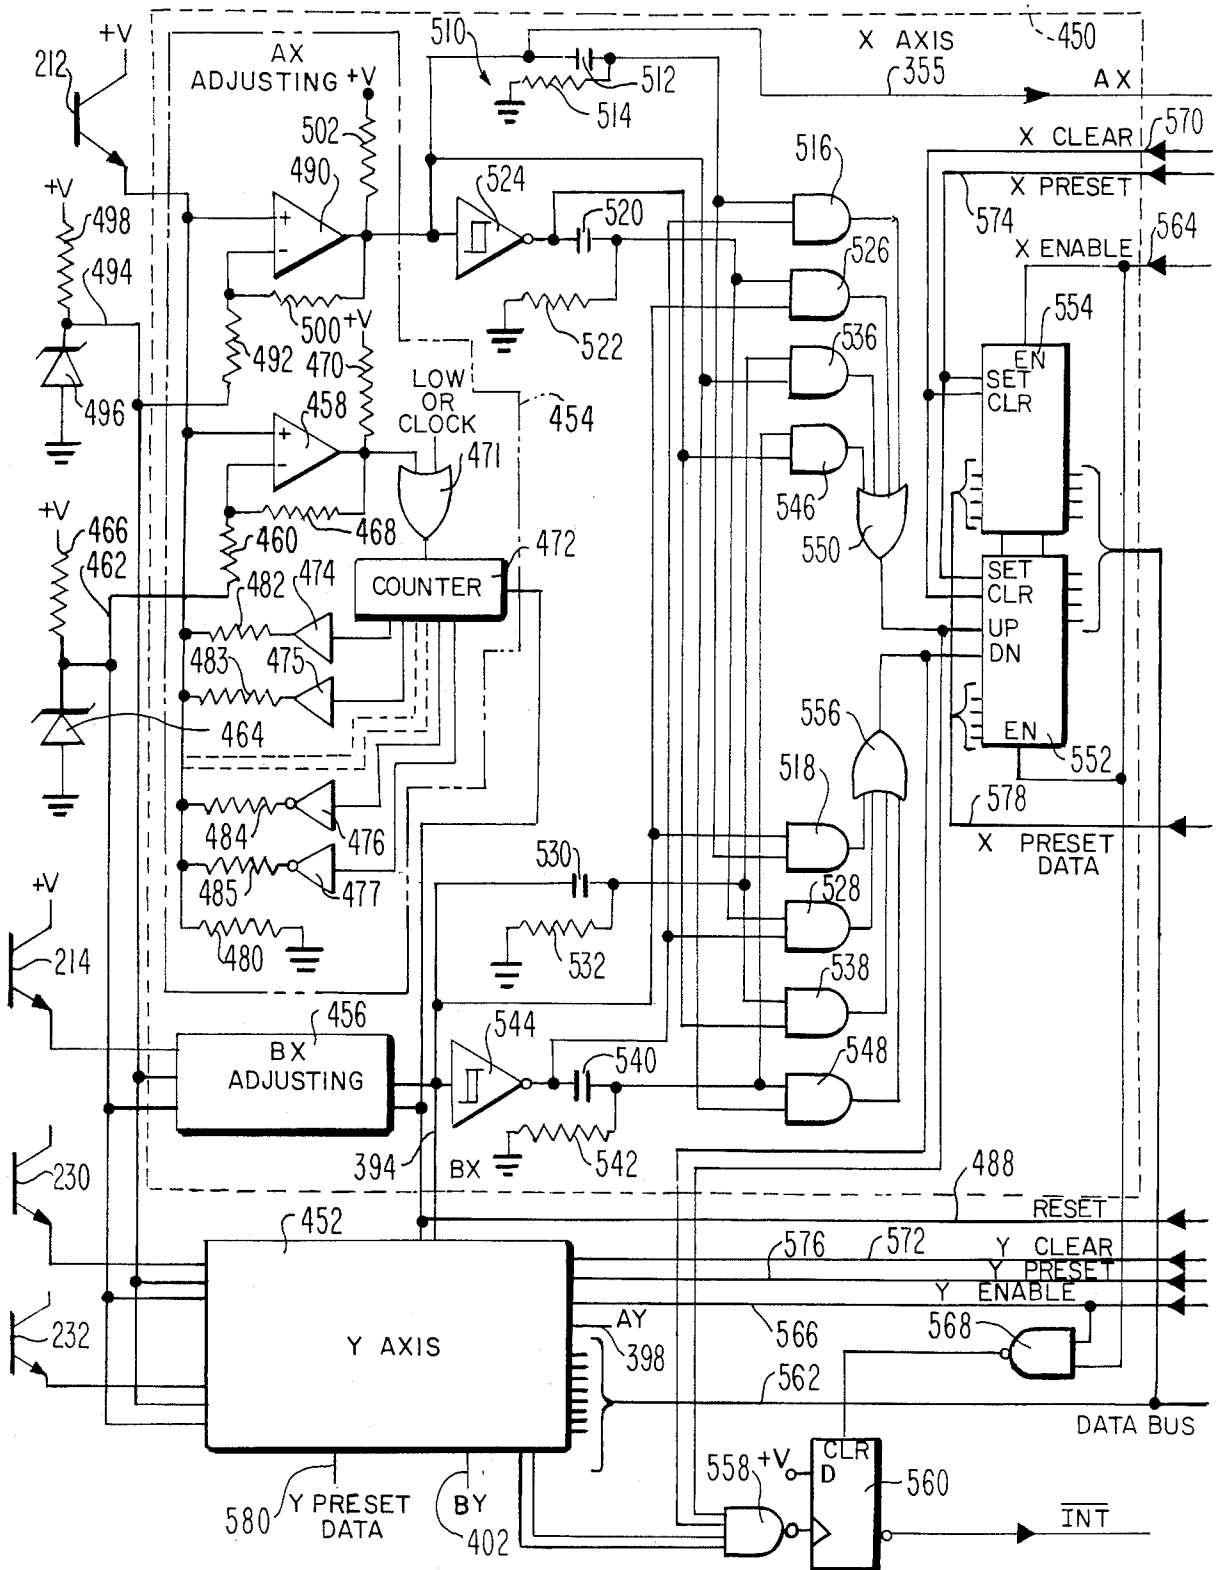 450
+V
212
AX
ADJUSTING
+V
510
512
514
X AXIS
355
AX
502
490
524
520
516
X CLEAR
570
X PRESET
574
+V
498
494
+
-
500
522
526
X ENABLE
564
554
492
+V
470
536
EN
SET
CLR
496
458
LOW
OR
CLOCK
454
471
+
-
546
+V
466
462
460
468
550
472
COUNTER
482
474
SET
CLR
UP
DN
483
475
464
556
EN
552
484
476
518
578
X PRESET
DATA
485
477
530
528
+V
214
480
532
538
456
BX
ADJUSTING
544
540
548
394
BX
542
230
488
RESET
452
576
572
Y CLEAR
Y PRESET
Y ENABLE
232
Y AXIS
AY
398
566
568
562
DATA BUS
558
+V
CLR
D
560
580
Y PRESET
DATA
BY
402
INT